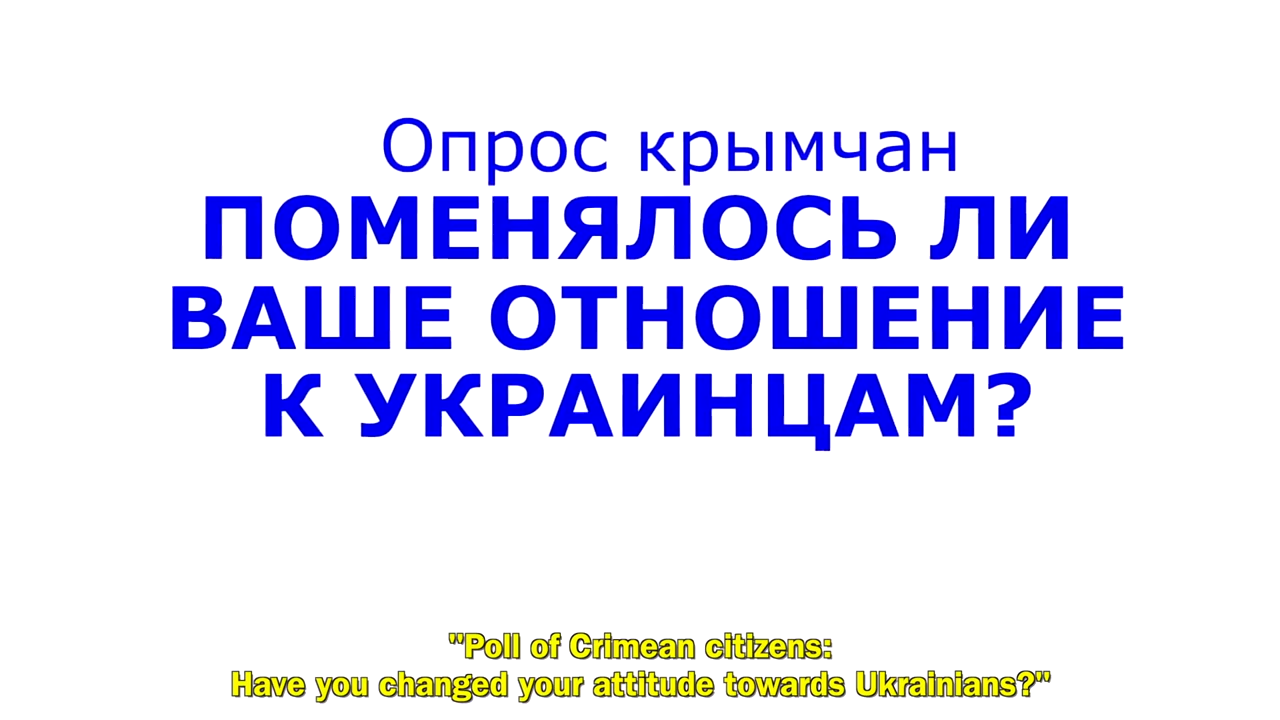 Опрос крымчан
ПОМЕНЯЛОСЬ ЛИ
ВАШЕ ОТНОШЕНИЕ
К УКРАИНЦАМ?
"Poll of Crimean citizens:
Have you changed your attitude towards Ukrainians?"